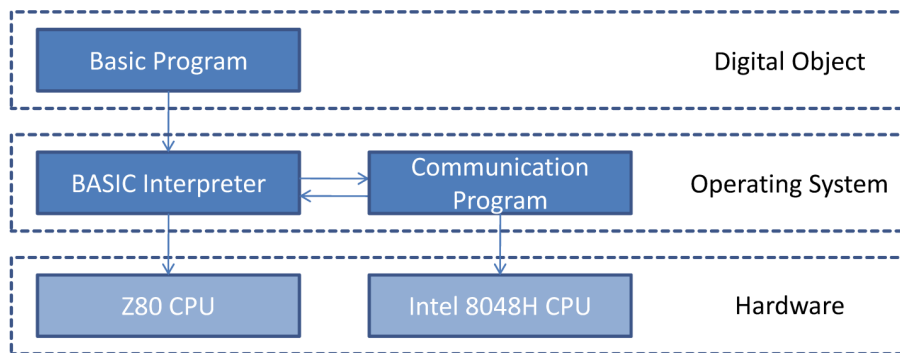 Basic Program
Digital Object
BASIC Interpreter
Communication
Program
Operating System
Z80 CPU
Intel 8048H CPU
Hardware